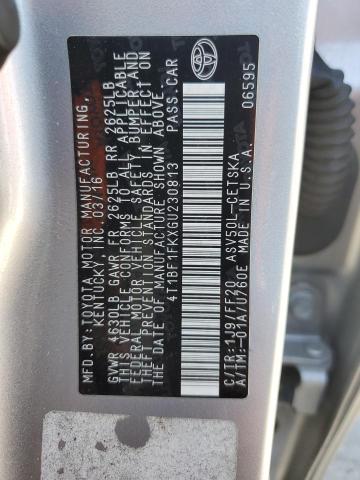 MFD.BY:TOYOTA MOTOR MANUFACTURING,
KENTUCKY, INC. 03/16
GVWR 4620LB GAWR FR 2625LB RR 2625LB
THIS VEHICLE CONFORMS TO ALL APPLICABLE
FEDERAL MOTOR VEHICLE SAFETY, BUMPER, AND
THEFT PREVENTION STANDARDS IN EFFECT ON
THE DATE OF MANUFACTURE SHOWN ABOVE.
4T1BF1FKXGU230813 PASS.CAR
C/TR:1J9/FF20 ASV50L-CETSKA
A/TM:-01A/U760E MADE IN U.S.A.
06595